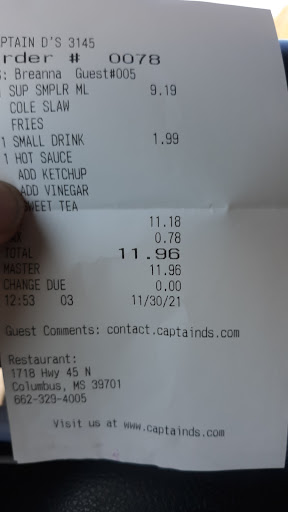 PTAIN D'S 3145
rder # 0078
: Breanna Guest#005
SUP SMPLR ML 9.19
COLE SLAW
FRIES
1 SMALL DRINK 1.99
1 HOT SAUCE
ADD KETCHUP
ADD VINEGAR
WEET TEA
11.18
0.78
TOTAL 11.96
MASTER 11.96
CHANGE DUE 0.00
12:53 03 11/30/21
Guest Comments: contact.captainds.com
Restaurant:
1718 Hwy 45 N
Columbus, MS 39701
662-329-4005
Visit us at www.captainds.com